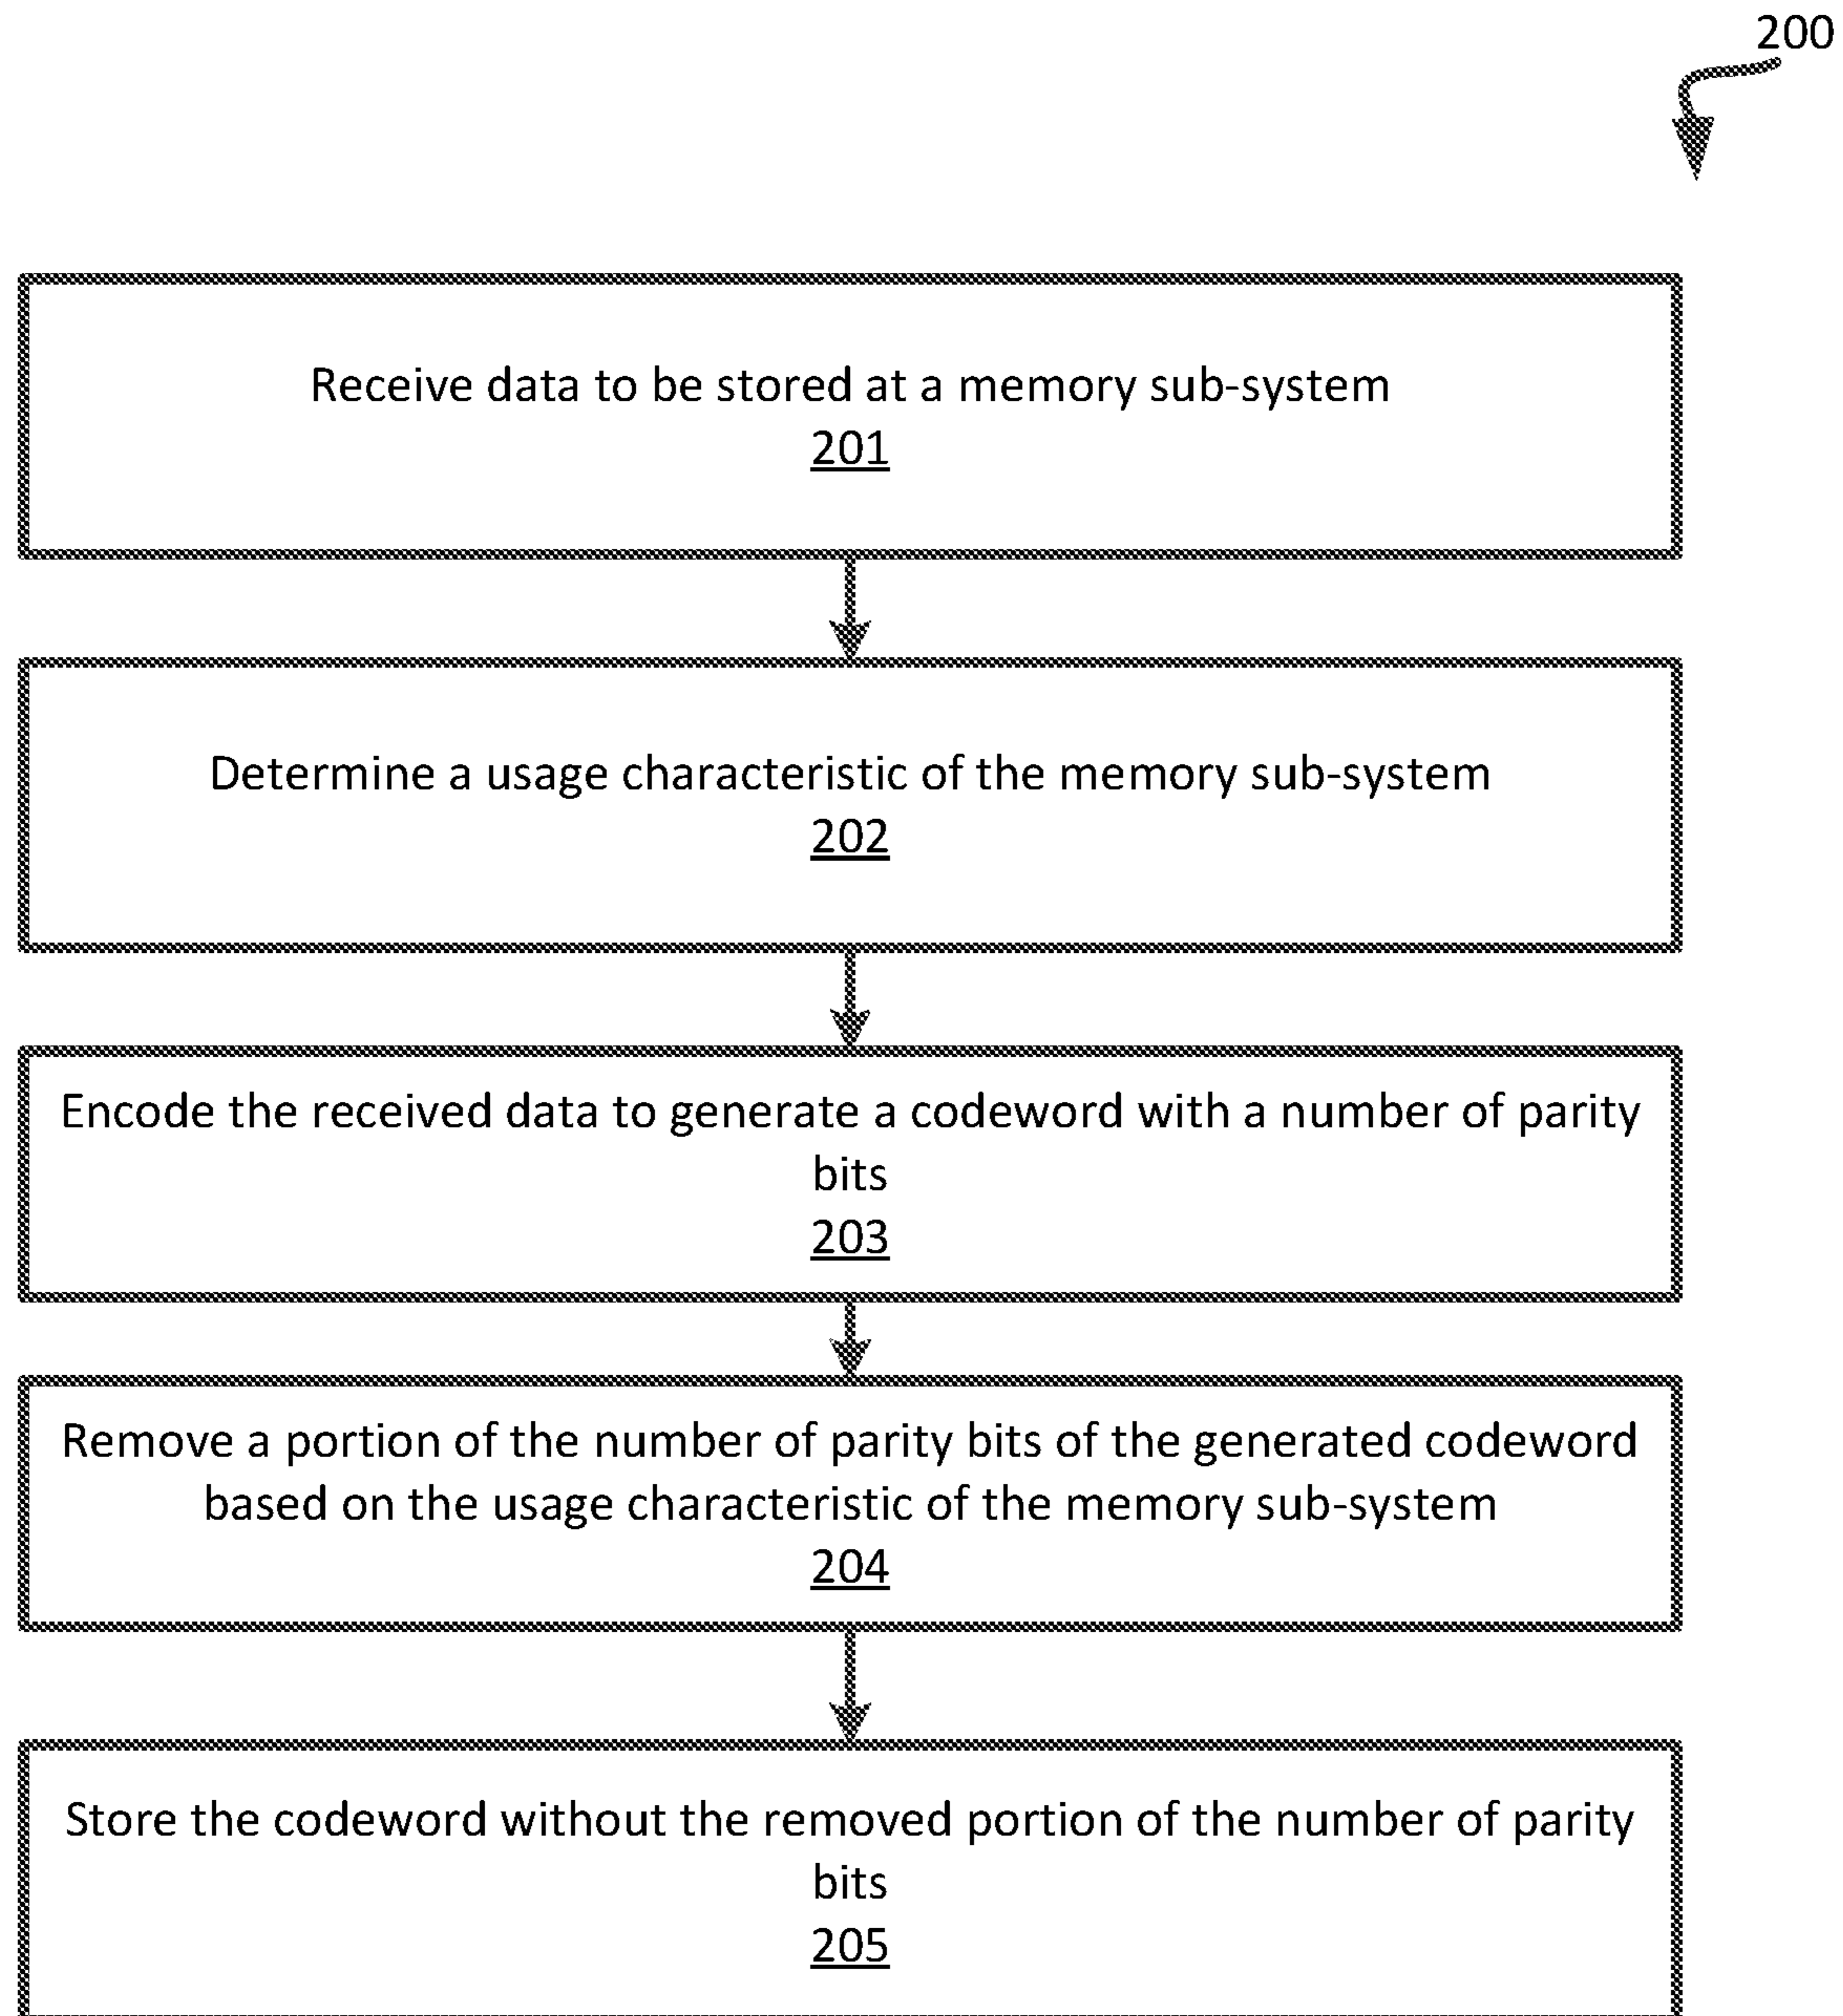 200
Receive data to be stored at a memory sub-system
201
Determine a usage characteristic of the memory sub-system
202
Encode the received data to generate a codeword with a number of parity
bits
203
Remove a portion of the number of parity bits of the generated codeword
based on the usage characteristic of the memory sub-system
204
Store the codeword without the removed portion of the number of parity
bits
205